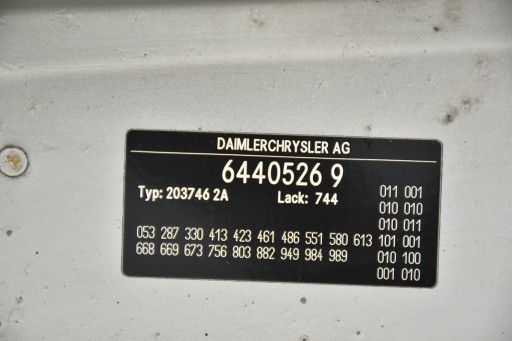 DAIMLERCHRYSLER AG
6440526 9
Typ: 203746 2A Lack: 744
011 001
010 010
010 011
053 287 330 413 423 461 486 551 580 613 101 001
668 669 673 756 803 882 949 984 989 010 100
001 010